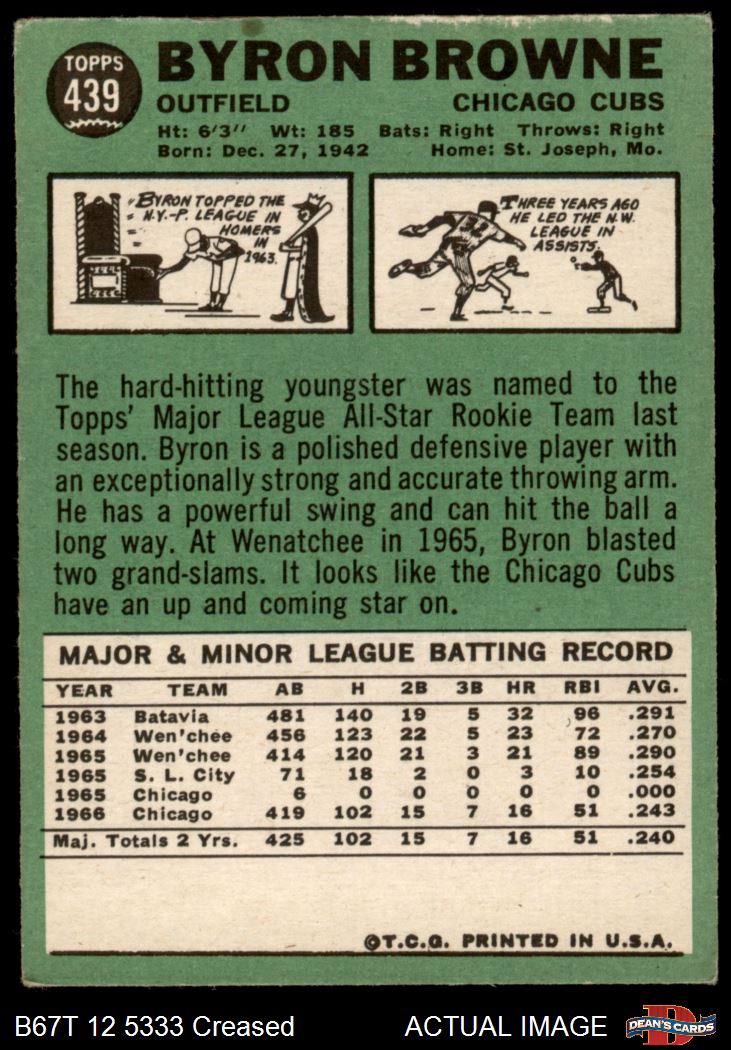 TOPPS
439
BYRON BROWNE
OUTFIELD CHICAGO CUBS
Ht: 6'3" Wt: 185 Bats: Right Throws: Right
Born: Dec. 27, 1942 Home: St. Joseph, Mo.
BYRON TOPPED THE
N.Y.-P. LEAGUE IN
HOMERS
IN
1963.
THREE YEARS AGO
HE LED THE N.W.
LEAGUE IN
ASSISTS.
The hard-hitting youngster was named to the
Topps' Major League All-Star Rookie Team last
season. Byron is a polished defensive player with
an exceptionally strong and accurate throwing arm.
He has a powerful swing and can hit the ball a
long way. At Wenatchee in 1965, Byron blasted
two grand-slams. It looks like the Chicago Cubs
have an up and coming star on.
MAJOR & MINOR LEAGUE BATTING RECORD
YEAR TEAM AB H 2B 3B HR RBI AVG.
1963 Batavia 481 140 19 5 32 96 .291
1964 Wen'chee 456 123 22 5 23 72 .270
1965 Wen'chee 414 120 21 3 21 89 .290
1965 S. L. City 71 18 2 0 3 10 .254
1965 Chicago 6 0 0 0 0 0 .000
1966 Chicago 419 102 15 7 16 51 .243
Maj. Totals 2 Yrs. 425 102 15 7 16 51 .240
©T.C.G. PRINTED IN U.S.A.
B67T 12 5333 Creased ACTUAL IMAGE
D
DEAN'S CARDS